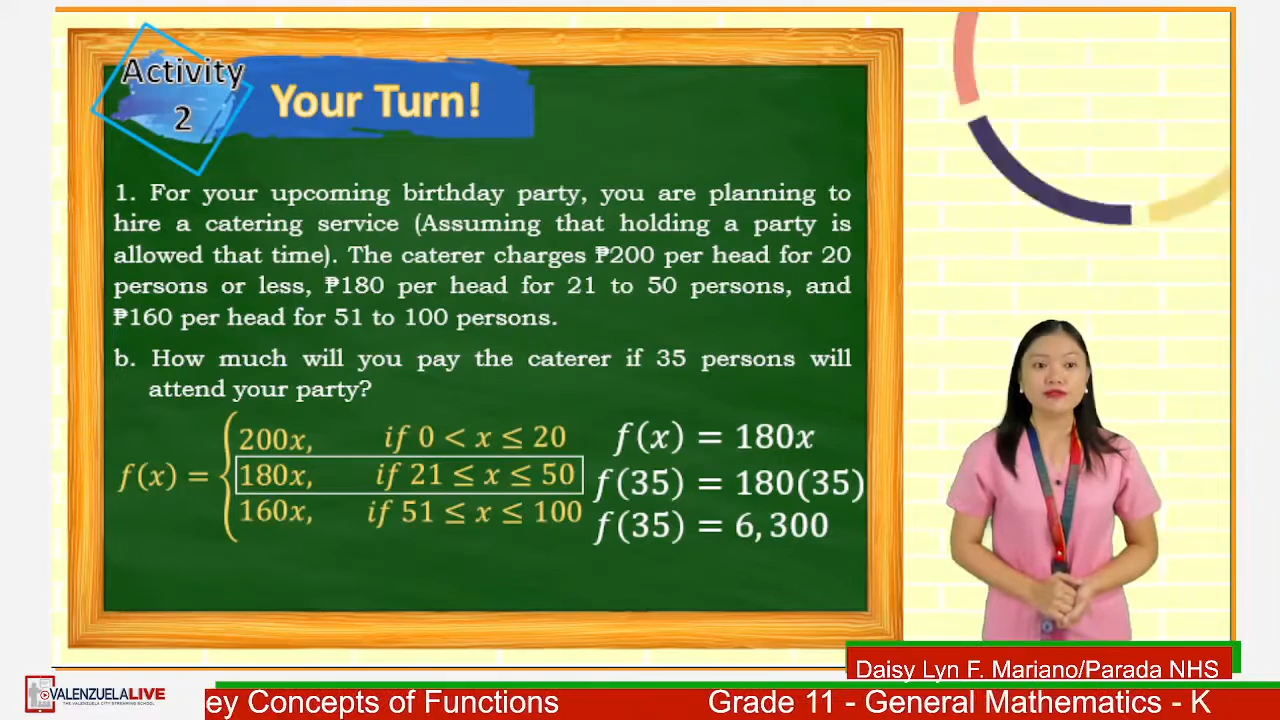 Activity
2
Your Turn!
1. For your upcoming birthday party, you are planning to
hire a catering service (Assuming that holding a party is
allowed that time). The caterer charges ₱200 per head for 20
persons or less, ₱180 per head for 21 to 50 persons, and
₱160 per head for 51 to 100 persons.
b. How much will you pay the caterer if 35 persons will
attend your party?
200x, if 0 < x ≤ 20
f(x) = { 180x, if 21 ≤ x ≤ 50
160x, if 51 ≤ x ≤ 100
f(x) = 180x
f(35) = 180(35)
f(35) = 6,300
Daisy Lyn F. Mariano/Parada NHS
VALENZUELALIVE
THE VALENZUELA CITY STREAMING SCHOOL
ey Concepts of Functions Grade 11 - General Mathematics - K